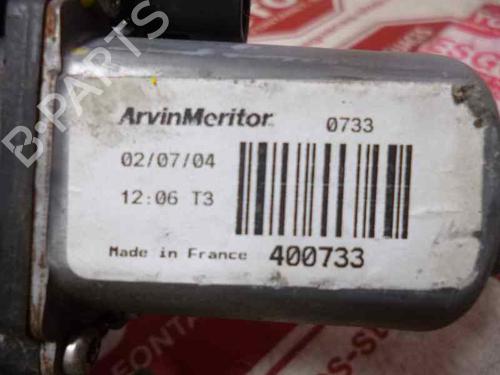 B-PARTS
ArvinMeritor 0733
02/07/04
12:06 T3
Made in France 400733